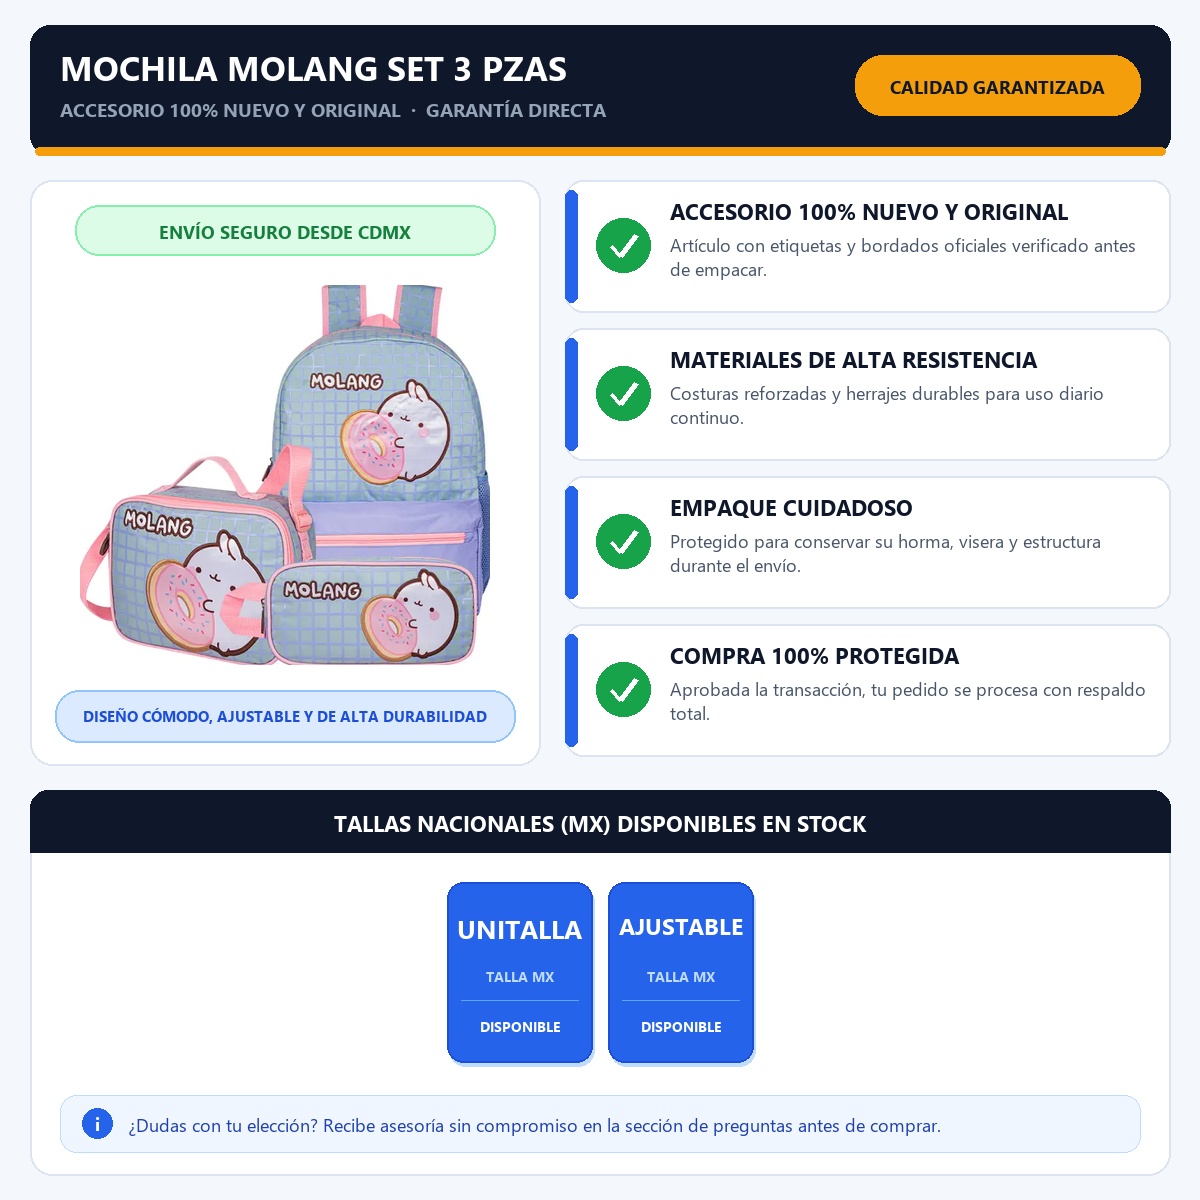 MOCHILA MOLANG SET 3 PZAS
ACCESORIO 100% NUEVO Y ORIGINAL · GARANTÍA DIRECTA
CALIDAD GARANTIZADA
ENVÍO SEGURO DESDE CDMX
MOLANG
MOLANG
MOLANG
DISEÑO CÓMODO, AJUSTABLE Y DE ALTA DURABILIDAD
ACCESORIO 100% NUEVO Y ORIGINAL
Artículo con etiquetas y bordados oficiales verificado antes
de empacar.
MATERIALES DE ALTA RESISTENCIA
Costuras reforzadas y herrajes durables para uso diario
continuo.
EMPAQUE CUIDADOSO
Protegido para conservar su horma, visera y estructura
durante el envío.
COMPRA 100% PROTEGIDA
Aprobada la transacción, tu pedido se procesa con respaldo
total.
TALLAS NACIONALES (MX) DISPONIBLES EN STOCK
UNITALLA
TALLA MX
DISPONIBLE
AJUSTABLE
TALLA MX
DISPONIBLE
¿Dudas con tu elección? Recibe asesoría sin compromiso en la sección de preguntas antes de comprar.